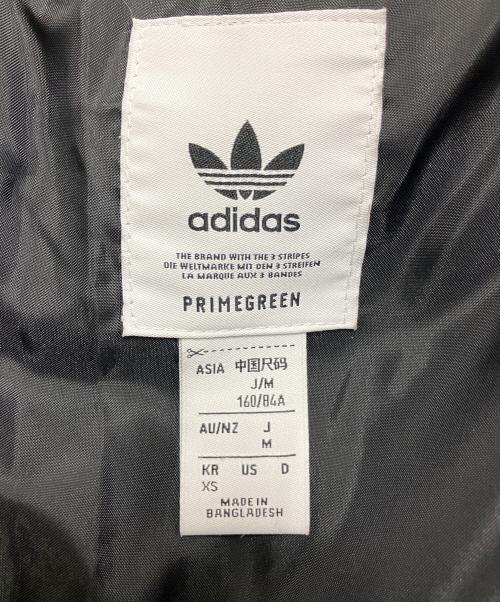 adidas
THE BRAND WITH THE 3 STRIPES
DIE WELTMARKE MIT DEN 3 STREIFEN
LA MARQUE AUX 3 BANDES
PRIMEGREEN
ASIA 中国尺码
J/M
160/84A
AU/NZ J
M
KR US D
XS
MADE IN
BANGLADESH